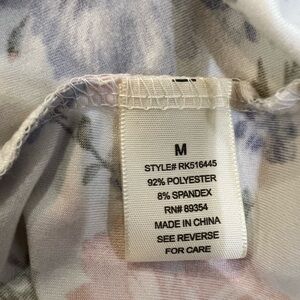 M
STYLE# RK516445
92% POLYESTER
8% SPANDEX
RN# 89354
MADE IN CHINA
SEE REVERSE
FOR CARE